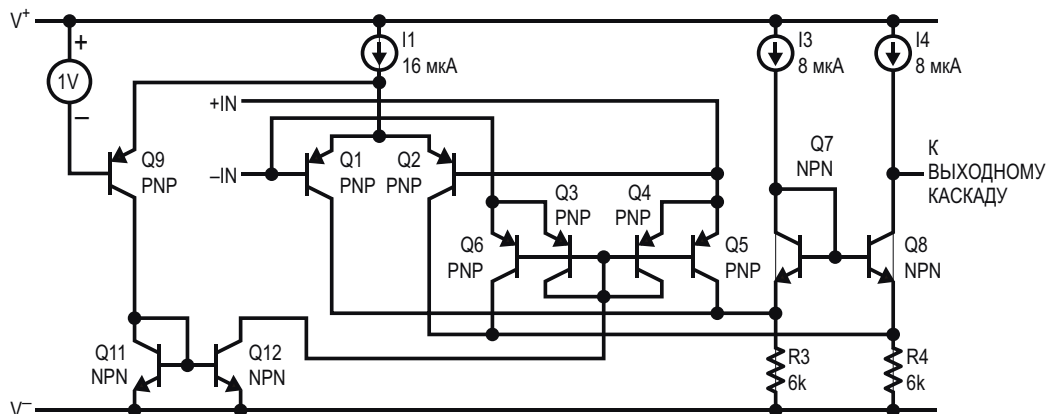 V⁺
+
1V
−
I1
16 мкА
I3
8 мкА
I4
8 мкА
+IN
−IN
Q9
PNP
Q1
PNP
Q2
PNP
Q3
PNP
Q4
PNP
Q6
PNP
Q5
PNP
Q7
NPN
К
ВЫХОДНОМУ
КАСКАДУ
Q8
NPN
Q11
NPN
Q12
NPN
R3
6k
R4
6k
V⁻